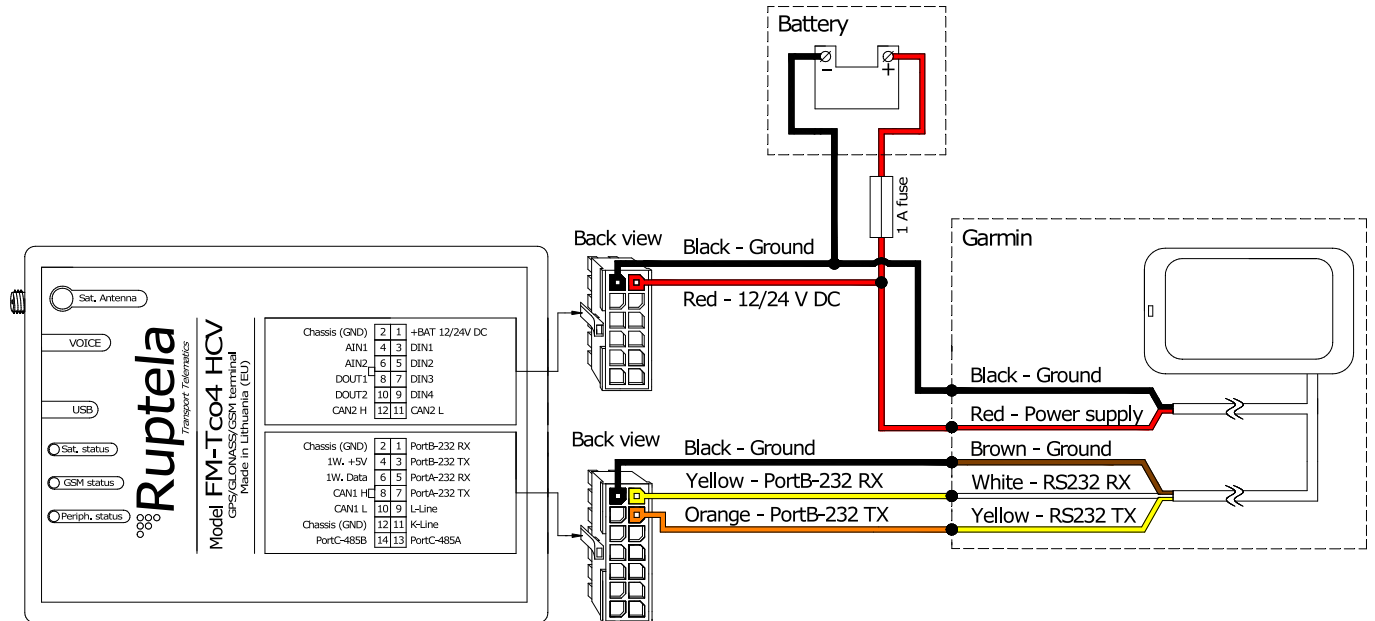 Battery
-
+
1 A fuse
Back view
Black - Ground
Red - 12/24 V DC
Garmin
Black - Ground
Red - Power supply
Back view
Black - Ground
Brown - Ground
Yellow - PortB-232 RX
White - RS232 RX
Orange - PortB-232 TX
Yellow - RS232 TX
Sat. Antenna
VOICE
USB
Sat. status
GSM status
Periph. status
Ruptela
Transport Telematics
Model FM-Tco4 HCV
GPS/GLONASS/GSM terminal
Made in Lithuania (EU)
Chassis (GND) 2 1 +BAT 12/24V DC
AIN1 4 3 DIN1
AIN2 6 5 DIN2
DOUT1 8 7 DIN3
DOUT2 10 9 DIN4
CAN2 H 12 11 CAN2 L
Chassis (GND) 2 1 PortB-232 RX
1W. +5V 4 3 PortB-232 TX
1W. Data 6 5 PortA-232 RX
CAN1 H 8 7 PortA-232 TX
CAN1 L 10 9 L-Line
Chassis (GND) 12 11 K-Line
PortC-485B 14 13 PortC-485A